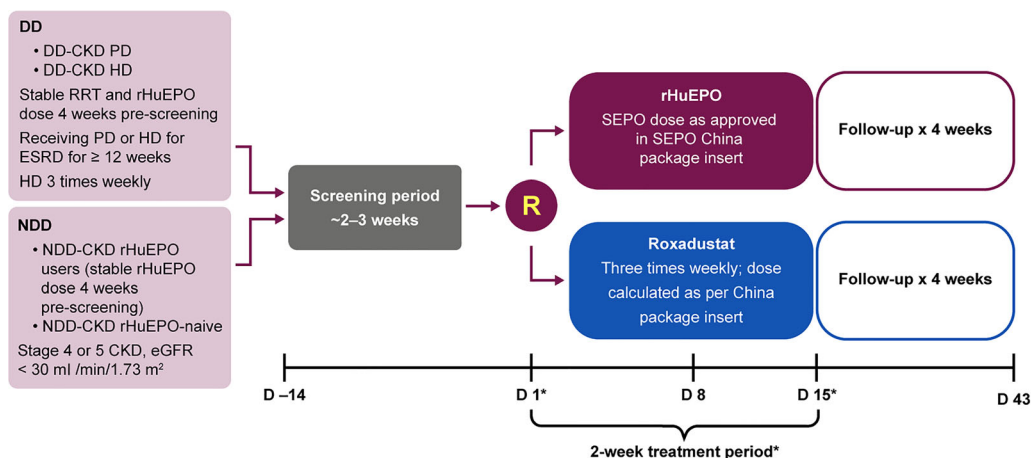 DD
• DD-CKD PD
• DD-CKD HD
Stable RRT and rHuEPO
dose 4 weeks pre-screening
Receiving PD or HD for
ESRD for ≥ 12 weeks
HD 3 times weekly
NDD
• NDD-CKD rHuEPO
users (stable rHuEPO
dose 4 weeks
pre-screening)
• NDD-CKD rHuEPO-naive
Stage 4 or 5 CKD, eGFR
< 30 ml /min/1.73 m²
Screening period
~2–3 weeks
R
rHuEPO
SEPO dose as approved
in SEPO China
package insert
Follow-up x 4 weeks
Roxadustat
Three times weekly; dose
calculated as per China
package insert
Follow-up x 4 weeks
D –14
D 1*
D 8
D 15*
D 43
2-week treatment period*